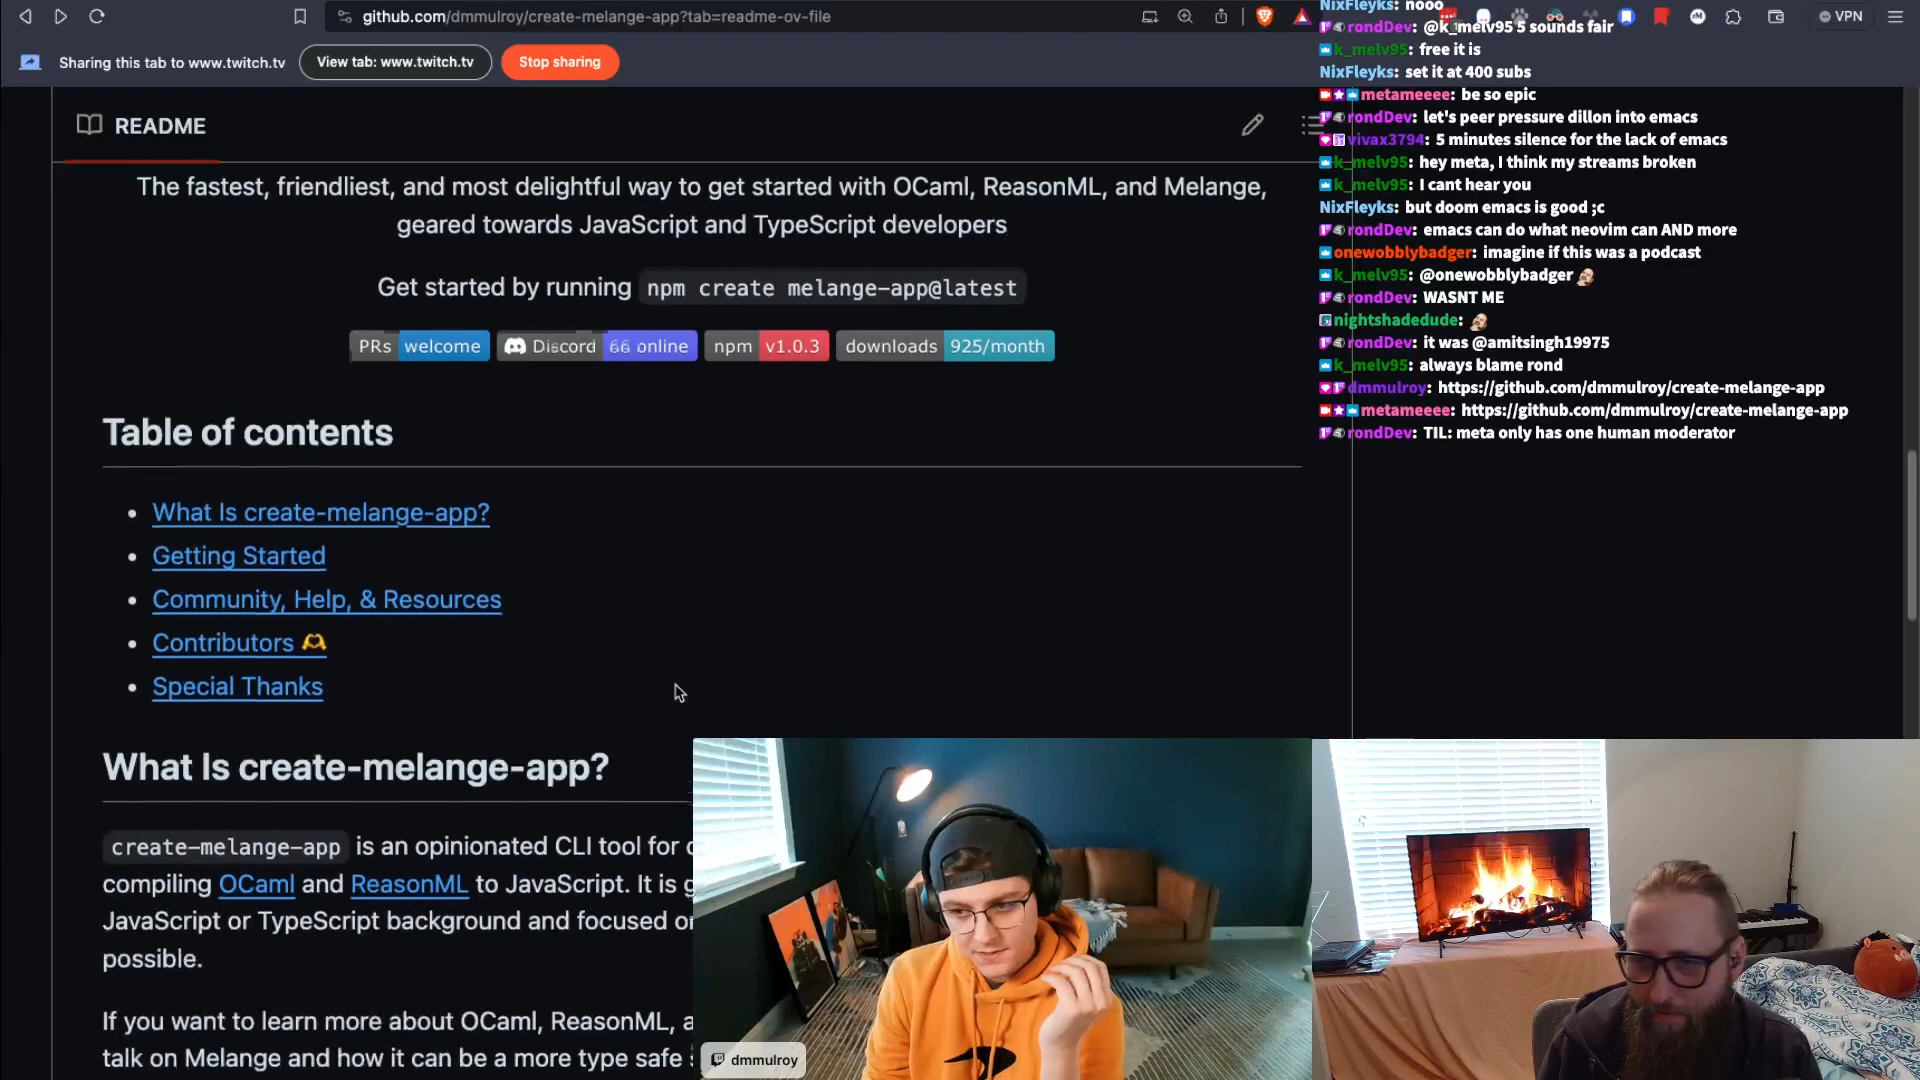 github.com/dmmulroy/create-melange-app?tab=readme-ov-file
VPN
Sharing this tab to www.twitch.tv
View tab: www.twitch.tv
Stop sharing
README
The fastest, friendliest, and most delightful way to get started with OCaml, ReasonML, and Melange,
geared towards JavaScript and TypeScript developers
Get started by running npm create melange-app@latest
PRs welcome
Discord 66 online
npm v1.0.3
downloads 925/month
Table of contents
What Is create-melange-app?
Getting Started
Community, Help, & Resources
Contributors 🫶
Special Thanks
What Is create-melange-app?
create-melange-app is an opinionated CLI tool for
compiling OCaml and ReasonML to JavaScript. It is
JavaScript or TypeScript background and focused
possible.
If you want to learn more about OCaml, ReasonML,
talk on Melange and how it can be a more type safe
NixFleyks: nooo
rondDev: @k_melv95 5 sounds fair
k_melv95: free it is
NixFleyks: set it at 400 subs
metameeee: be so epic
rondDev: let's peer pressure dillon into emacs
vivax3794: 5 minutes silence for the lack of emacs
k_melv95: hey meta, I think my streams broken
k_melv95: I cant hear you
NixFleyks: but doom emacs is good ;c
rondDev: emacs can do what neovim can AND more
onewobblybadger: imagine if this was a podcast
k_melv95: @onewobblybadger
rondDev: WASNT ME
nightshadedude:
rondDev: it was @amitsingh19975
k_melv95: always blame rond
dmmulroy: https://github.com/dmmulroy/create-melange-app
metameeee: https://github.com/dmmulroy/create-melange-app
rondDev: TIL: meta only has one human moderator
dmmulroy